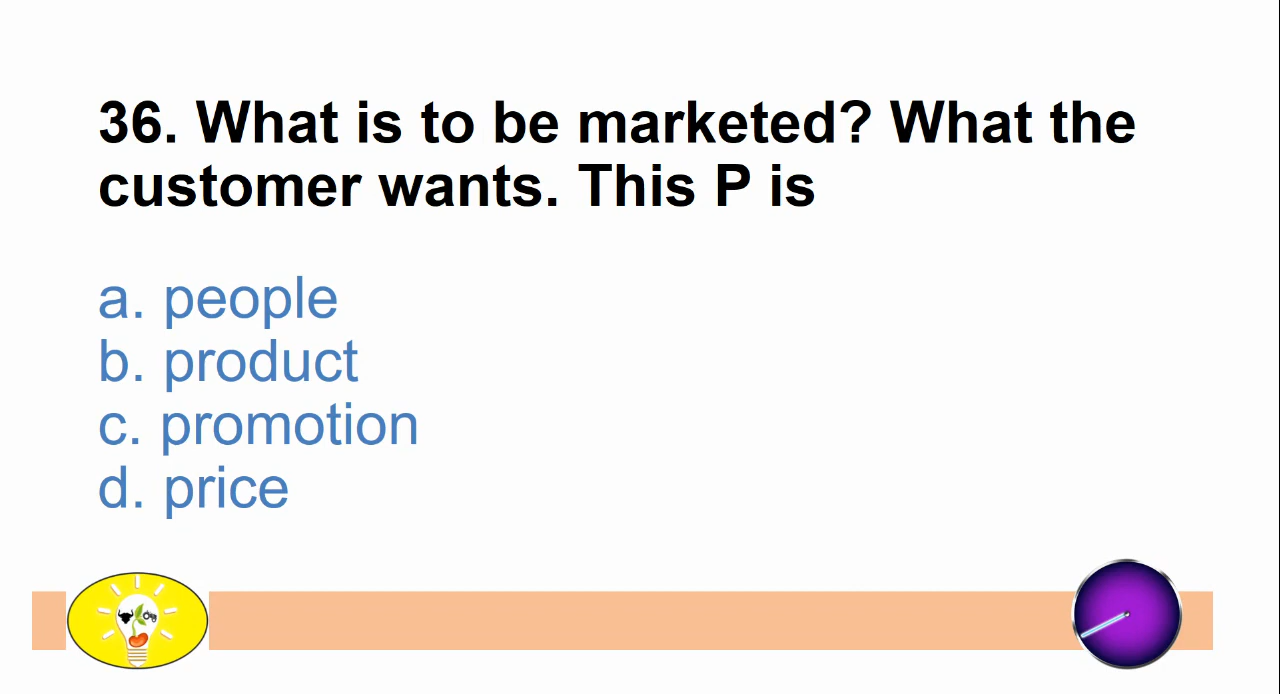 36. What is to be marketed? What the
customer wants. This P is
a. people
b. product
c. promotion
d. price